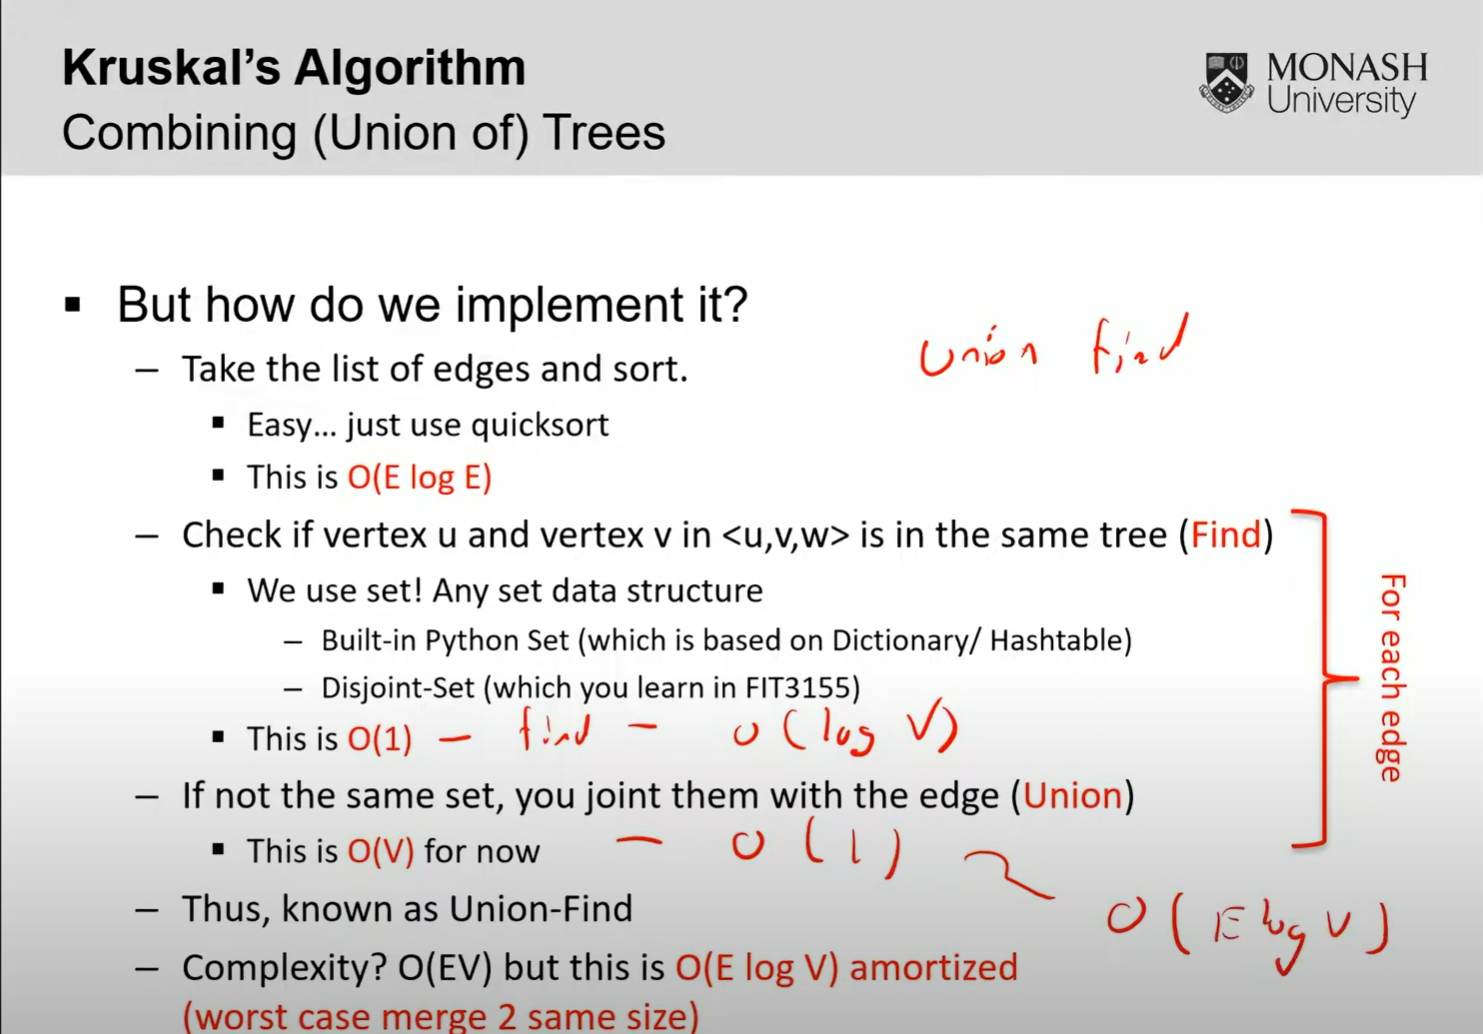 Kruskal's Algorithm
Combining (Union of) Trees
MONASH
University
▪ But how do we implement it?
union find
– Take the list of edges and sort.
▪ Easy... just use quicksort
▪ This is O(E log E)
– Check if vertex u and vertex v in <u,v,w> is in the same tree (Find)
▪ We use set! Any set data structure
– Built-in Python Set (which is based on Dictionary/ Hashtable)
– Disjoint-Set (which you learn in FIT3155)
▪ This is O(1) – find – O(log V)
– If not the same set, you joint them with the edge (Union)
▪ This is O(V) for now – O(1)
For each edge
– Thus, known as Union-Find
O(E log V)
– Complexity? O(EV) but this is O(E log V) amortized
(worst case merge 2 same size)